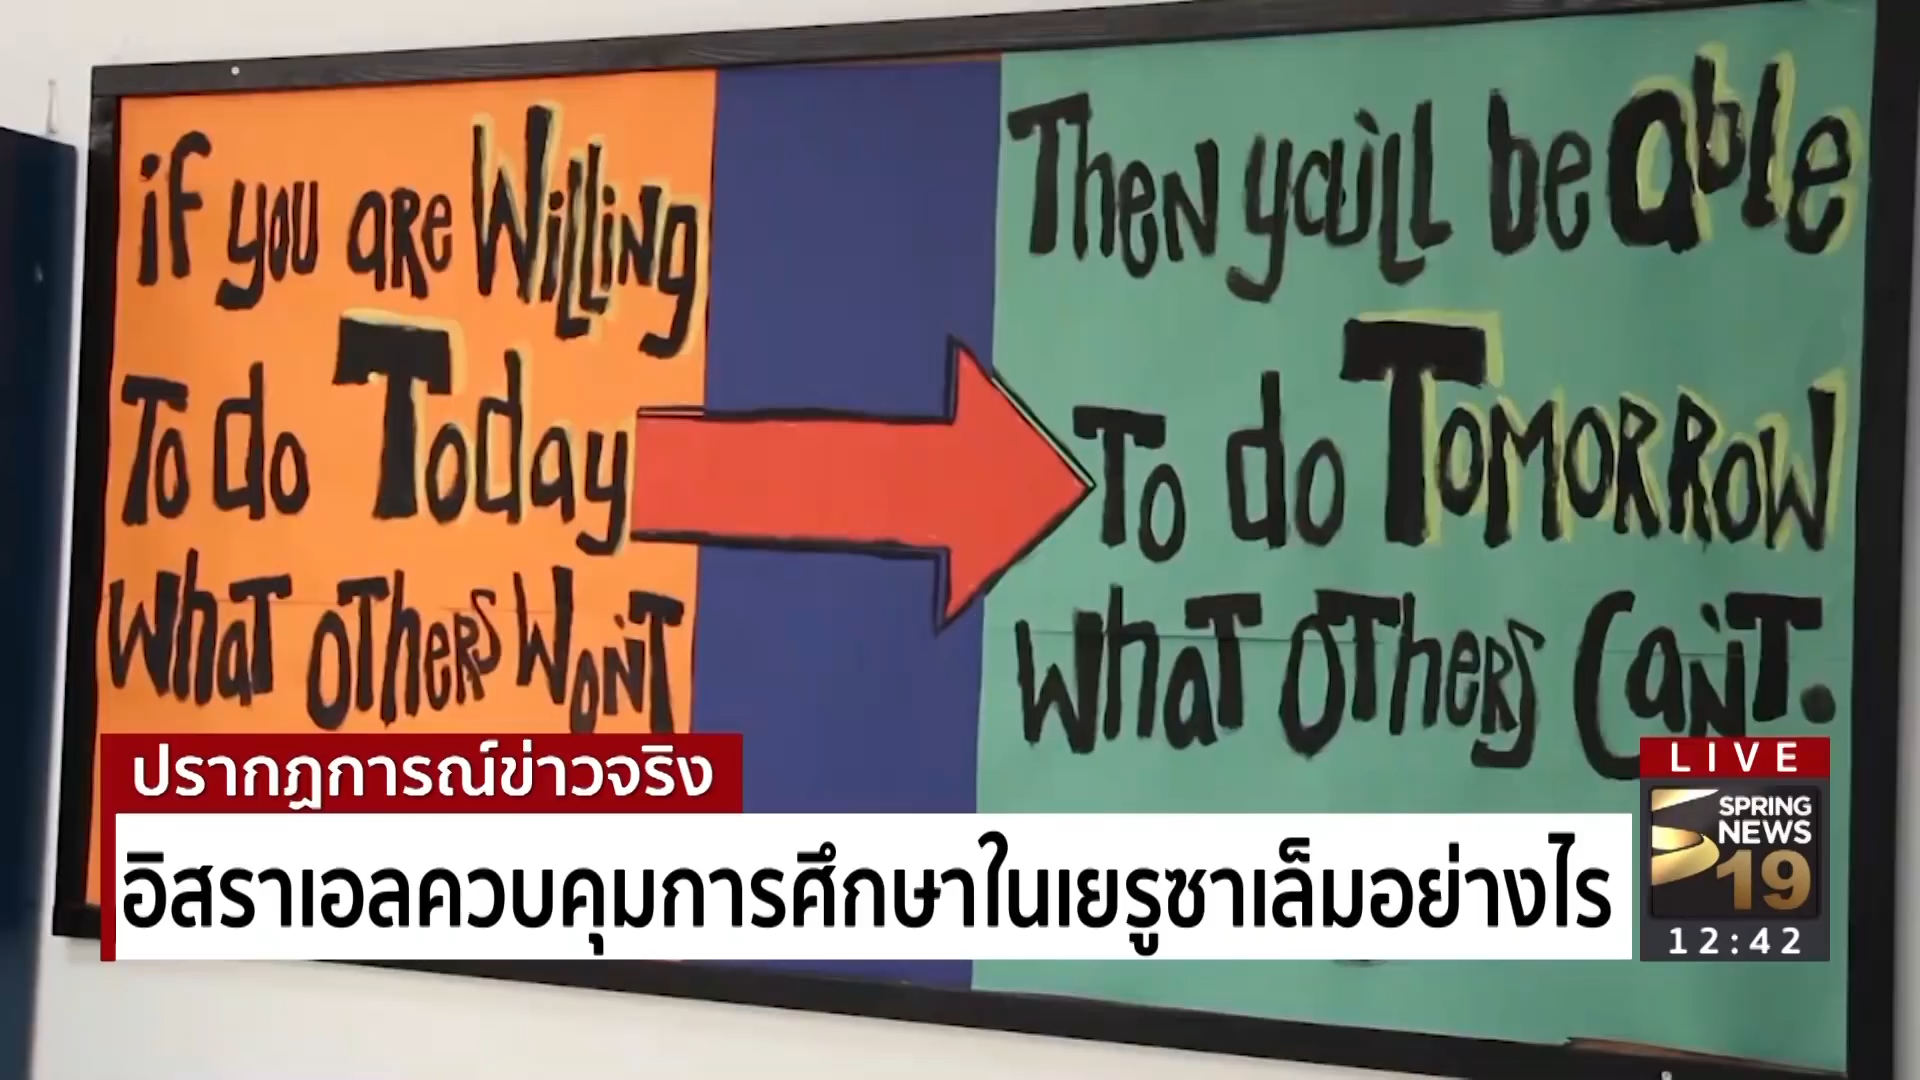 if you are Willing
To do Today
What Others Won't
Then you'll be able
To do Tomorrow
What Others Can't.
ปรากฏการณ์ข่าวจริง
อิสราเอลควบคุมการศึกษาในเยรูซาเล็มอย่างไร
LIVE
SPRING
NEWS
19
12:42